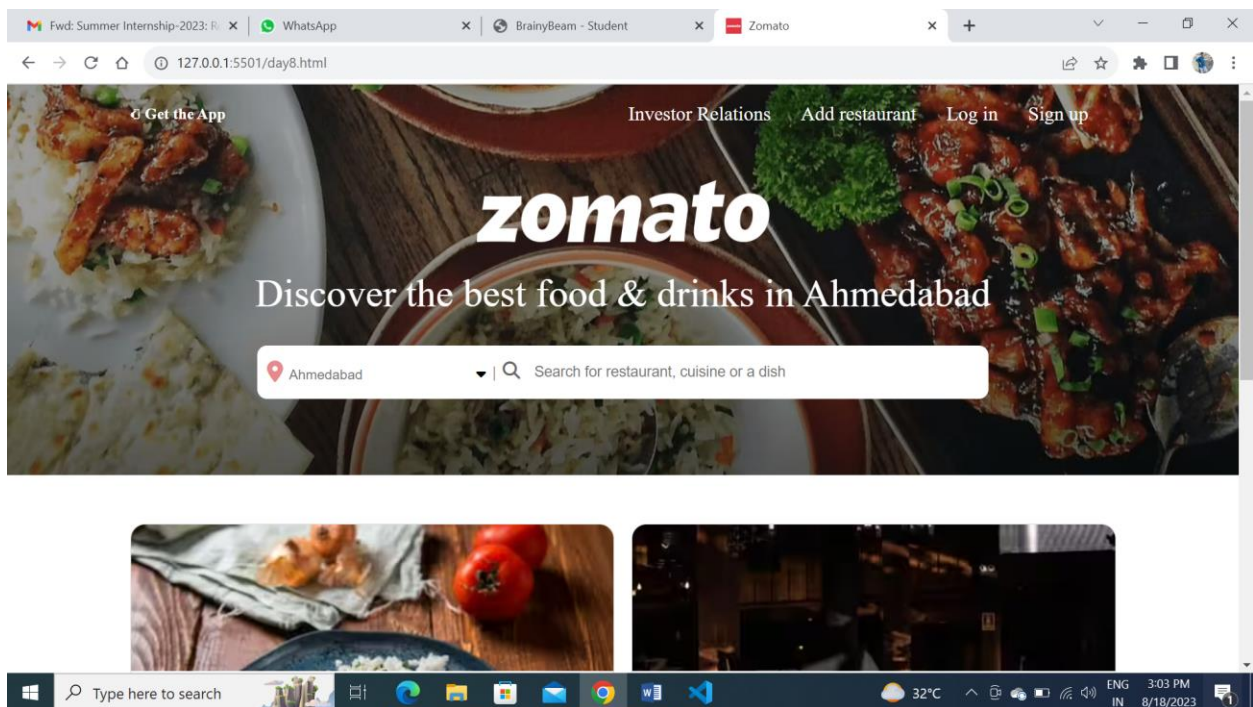 Fwd: Summer Internship-2023: R
WhatsApp
BrainyBeam - Student
Zomato
127.0.0.1:5501/day8.html
Get the App
Investor Relations
Add restaurant
Log in
Sign up
zomato
Discover the best food & drinks in Ahmedabad
Ahmedabad
| Search for restaurant, cuisine or a dish
Type here to search
32°C
ENG
IN
3:03 PM
8/18/2023
1